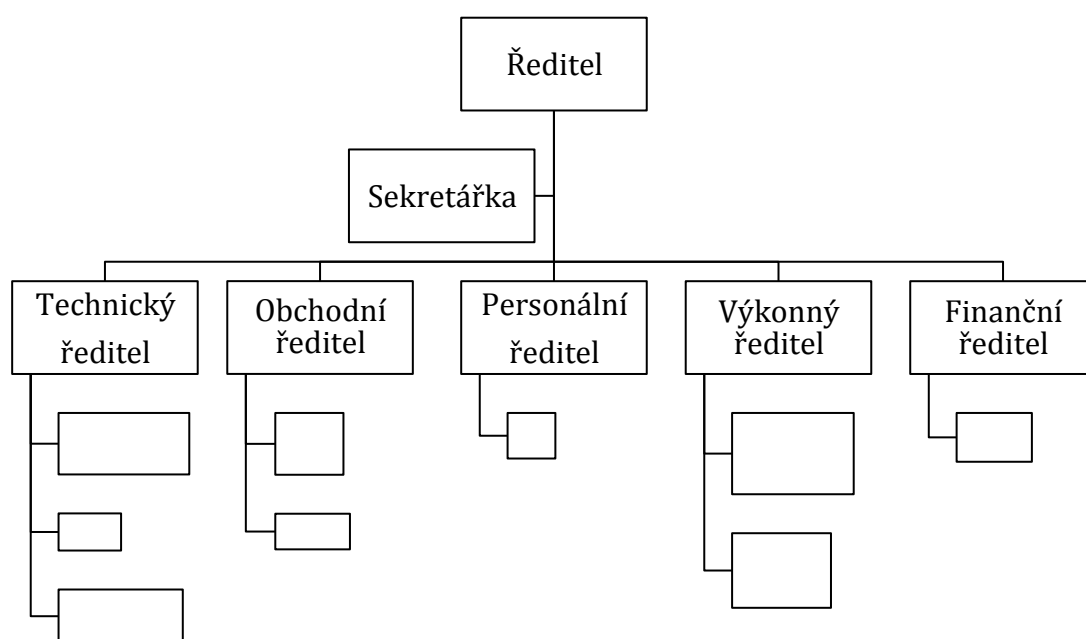 Ředitel
Sekretářka
Technický
ředitel
Obchodní
ředitel
Personální
ředitel
Výkonný
ředitel
Finanční
ředitel